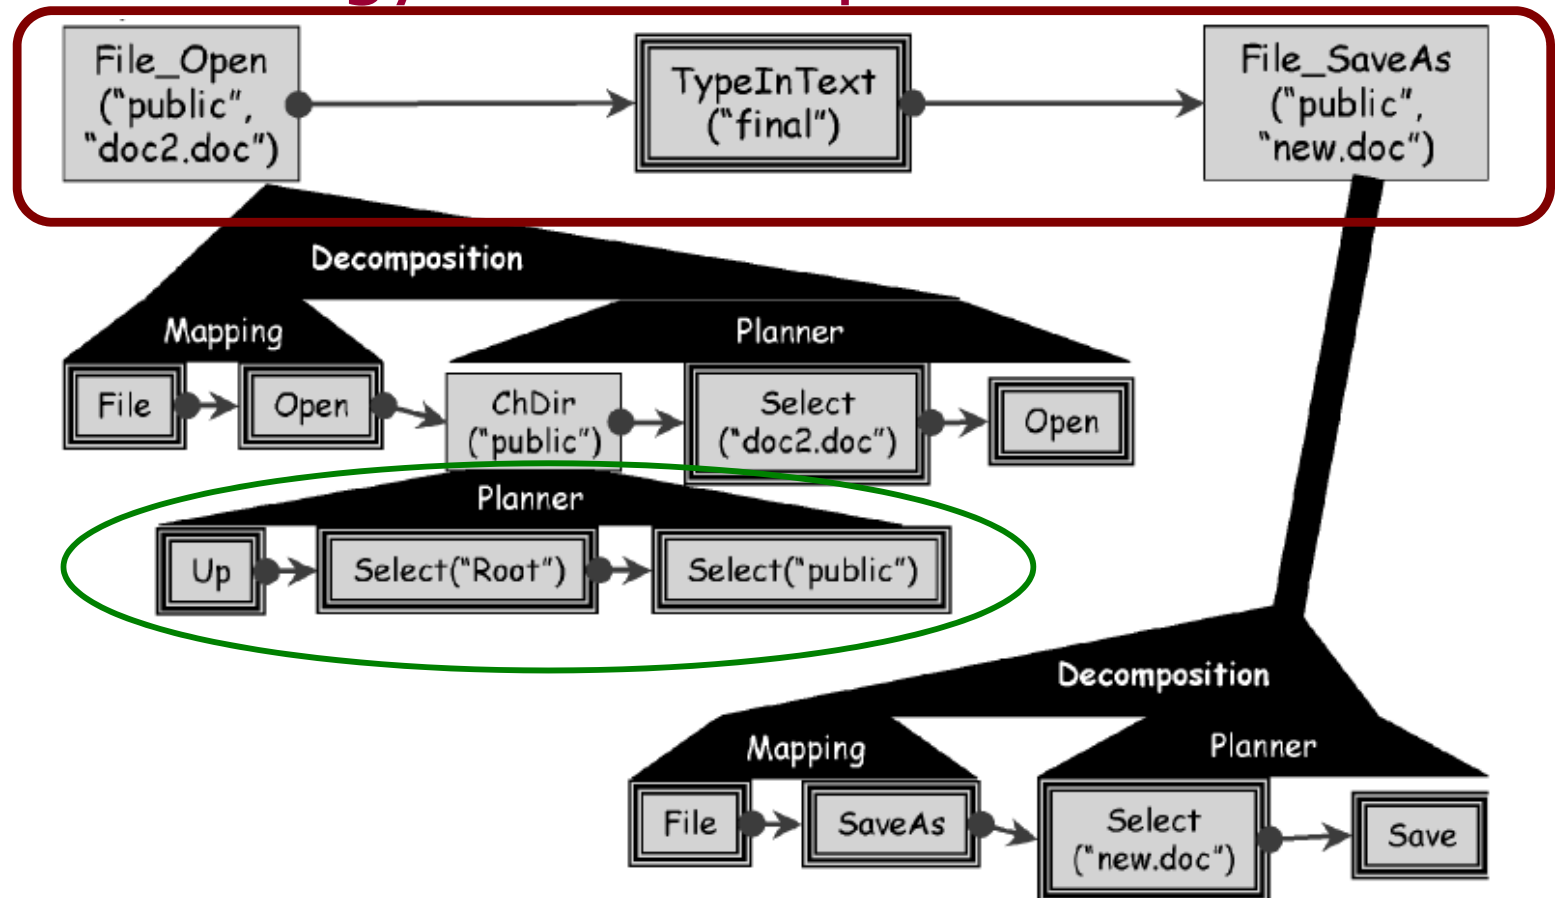 File_Open
("public",
"doc2.doc")
TypeInText
("final")
File_SaveAs
("public",
"new.doc")
Decomposition
Mapping
Planner
File
Open
ChDir
("public")
Select
("doc2.doc")
Open
Planner
Up
Select("Root")
Select("public")
Decomposition
Mapping
Planner
File
SaveAs
Select
("new.doc")
Save